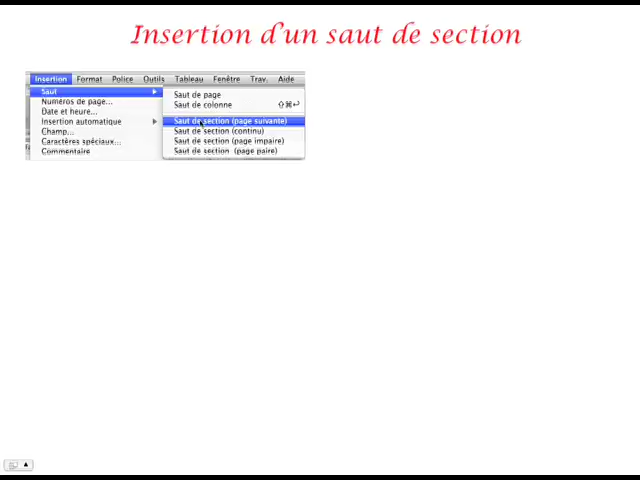 Insertion d'un saut de section
Insertion Format Police Outils Tableau Fenêtre Trav. Aide
Saut
Numéros de page...
Date et heure...
Insertion automatique
Champ...
Caractères spéciaux...
Commentaire
Saut de page
Saut de colonne ⇧⌘↩
Saut de section (page suivante)
Saut de section (continu)
Saut de section (page impaire)
Saut de section (page paire)